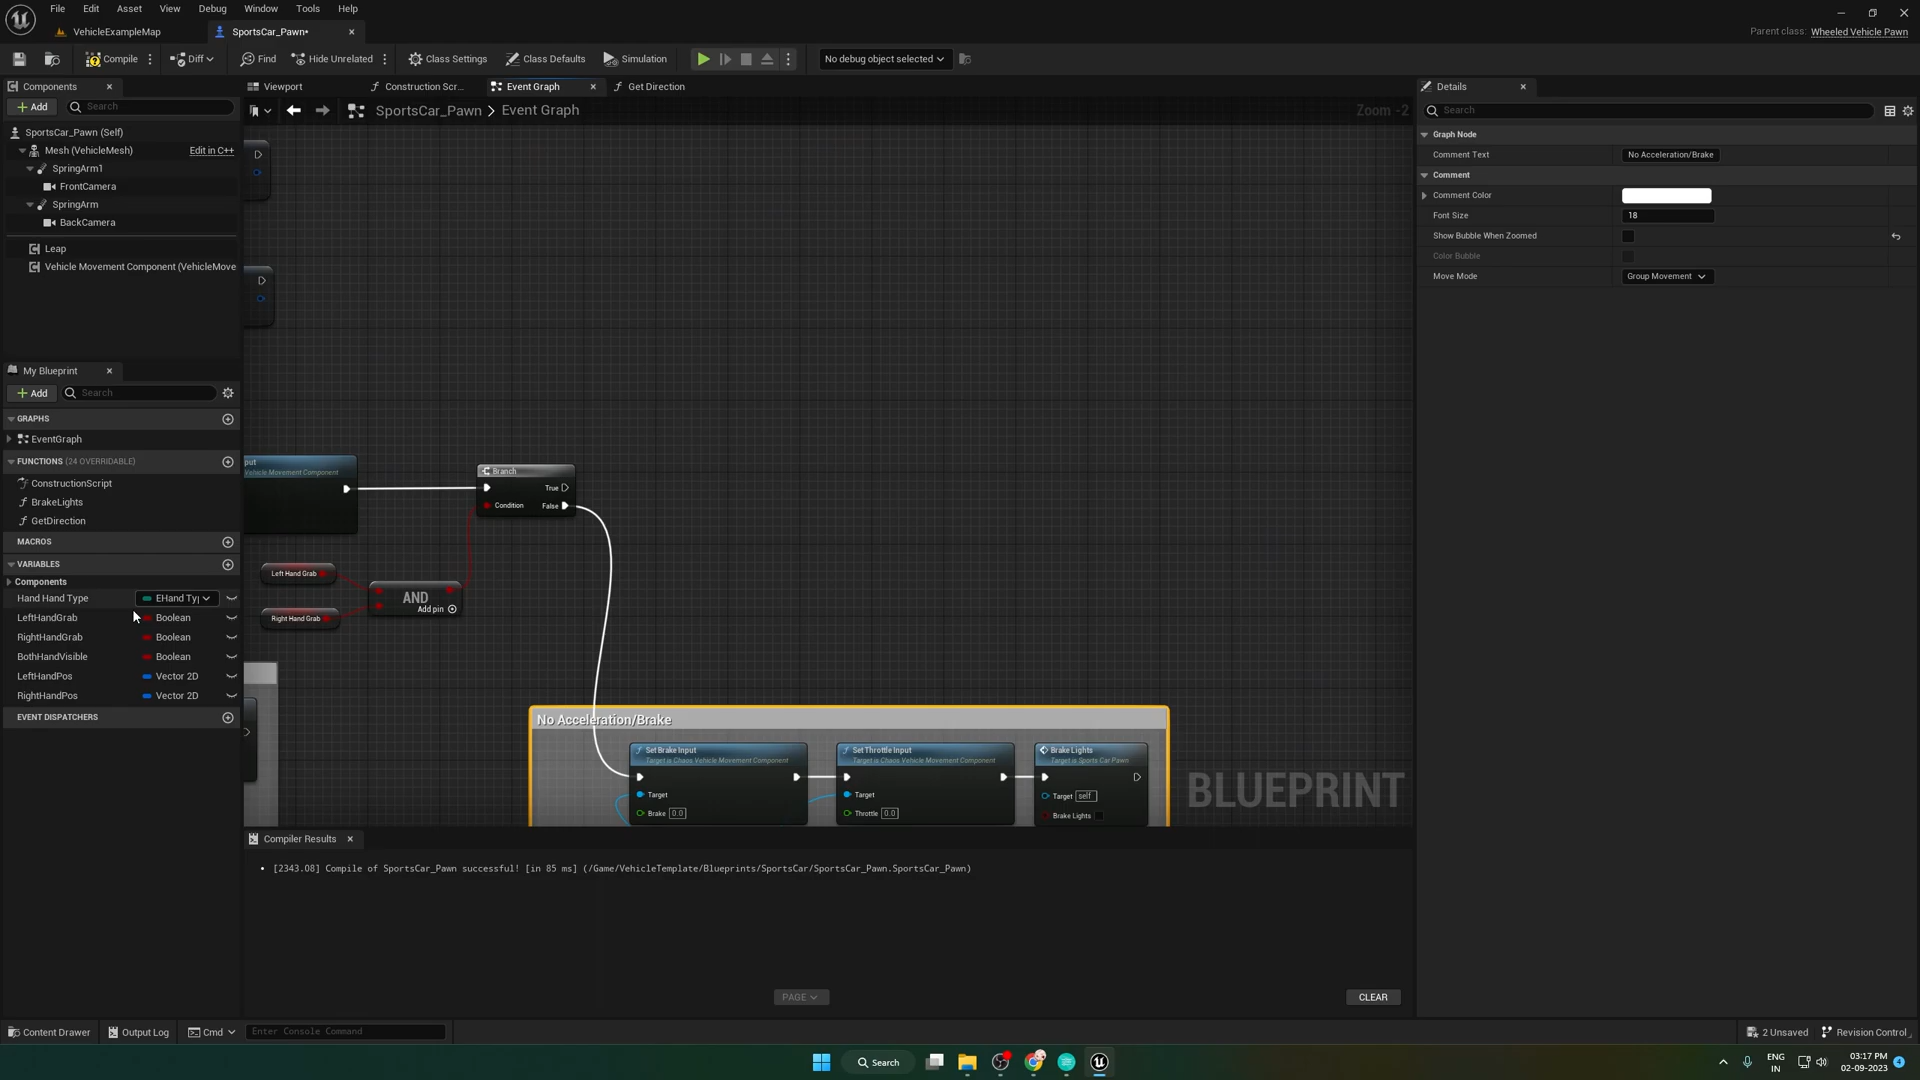 File Edit Asset View Debug Window Tools Help
VehicleExampleMap SportsCar_Pawn•
Parent class: Wheeled Vehicle Pawn
Compile Diff Find Hide Unrelated Class Settings Class Defaults Simulation No debug object selected
Components
Viewport Construction Scr... Event Graph Get Direction
Details
Add Search
SportsCar_Pawn > Event Graph
Zoom -2
Search
SportsCar_Pawn (Self)
Mesh (VehicleMesh) Edit in C++
SpringArm1
FrontCamera
SpringArm
BackCamera
Leap
Vehicle Movement Component (VehicleMove
Graph Node
Comment Text No Acceleration/Brake
Comment
Comment Color
Font Size 18
Show Bubble When Zoomed
Color Bubble
Move Mode Group Movement
My Blueprint
Add Search
GRAPHS
EventGraph
FUNCTIONS (24 OVERRIDABLE)
ConstructionScript
BrakeLights
GetDirection
MACROS
VARIABLES
Components
Hand Hand Type EHand Ty
LeftHandGrab Boolean
RightHandGrab Boolean
BothHandVisible Boolean
LeftHandPos Vector 2D
RightHandPos Vector 2D
EVENT DISPATCHERS
put
Vehicle Movement Component
Branch
True
Condition False
Left Hand Grab
AND
Add pin
Right Hand Grab
No Acceleration/Brake
Set Brake Input
Target is Chaos Vehicle Movement Component
Target
Brake 0.0
Set Throttle Input
Target is Chaos Vehicle Movement Component
Target
Throttle 0.0
Brake Lights
Target is Sports Car Pawn
Target self
Brake Lights
BLUEPRINT
Compiler Results
• [2343.08] Compile of SportsCar_Pawn successful! [in 85 ms] (/Game/VehicleTemplate/Blueprints/SportsCar/SportsCar_Pawn.SportsCar_Pawn)
PAGE
CLEAR
Content Drawer Output Log Cmd Enter Console Command
2 Unsaved Revision Control
Search
ENG
IN
03:17 PM
02-09-2023
4